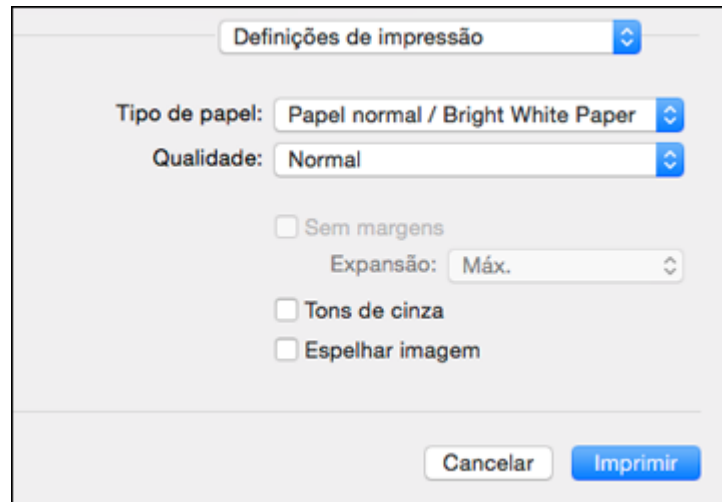 Definições de impressão
Tipo de papel: Papel normal / Bright White Paper
Qualidade: Normal
Sem margens
Expansão: Máx.
Tons de cinza
Espelhar imagem
Cancelar Imprimir